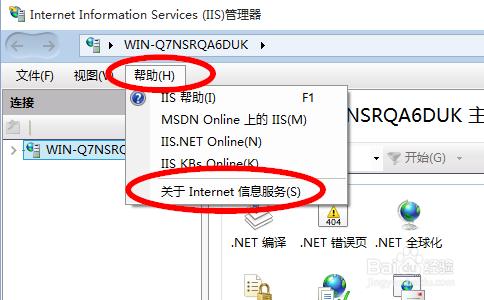 Internet Information Services (IIS)管理器
WIN-Q7NSRQA6DUK
文件(F) 视图(V 帮助(H)
连接
IIS 帮助(I) F1
MSDN Online 上的 IIS(M)
IIS.NET Online(N)
IIS KBs Online(K)
关于 Internet 信息服务(S)
WIN-Q7NSRQ
NSRQA6DUK 主
开始(G)
404
.NET 编译 .NET 错误页 .NET 全球化
Baidu 经验